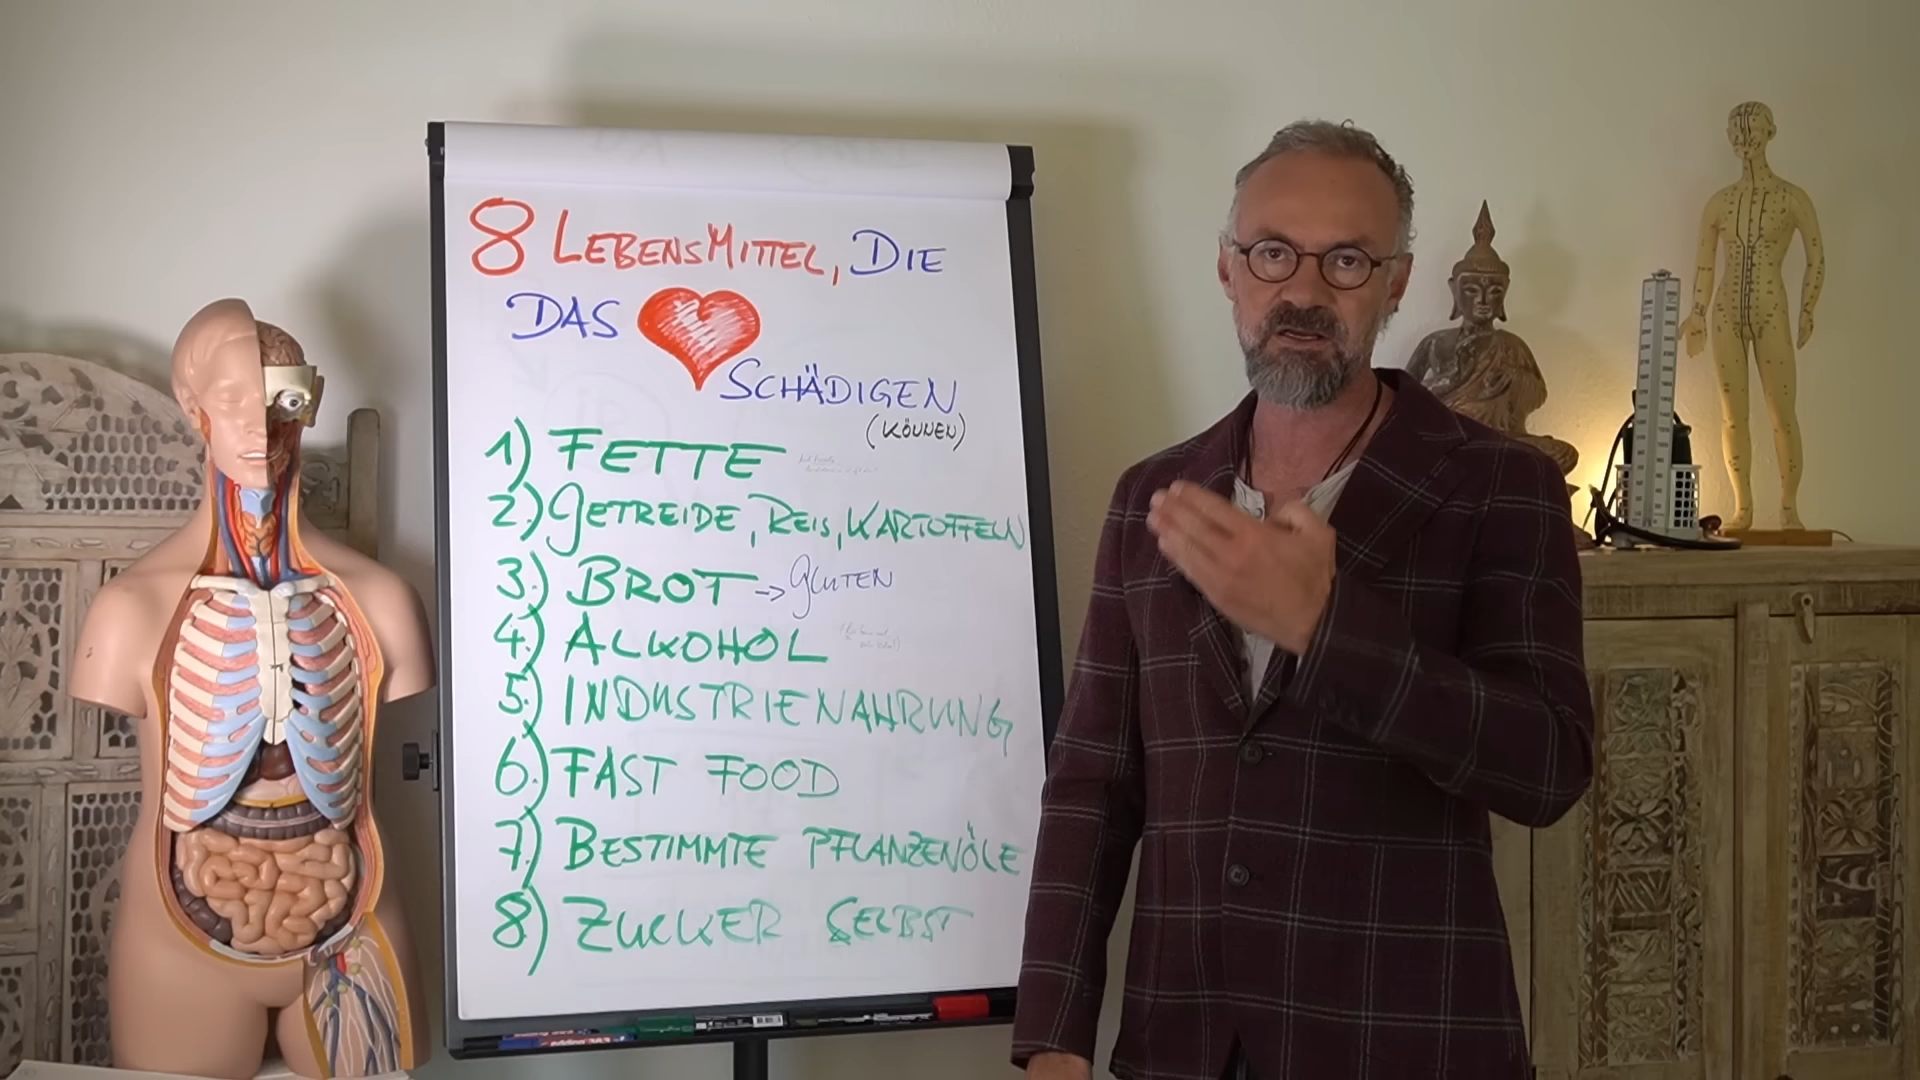 8 LEBENSMITTEL, DIE
DAS
SCHÄDIGEN
(KÖNNEN)
1) FETTE
2.) GETREIDE, REIS, KARTOFFELN
3.) BROT → GLUTEN
4.) ALKOHOL
5.) INDUSTRIENAHRUNG
6.) FAST FOOD
7.) BESTIMMTE PFLANZENÖLE
8.) ZUCKER SELBST